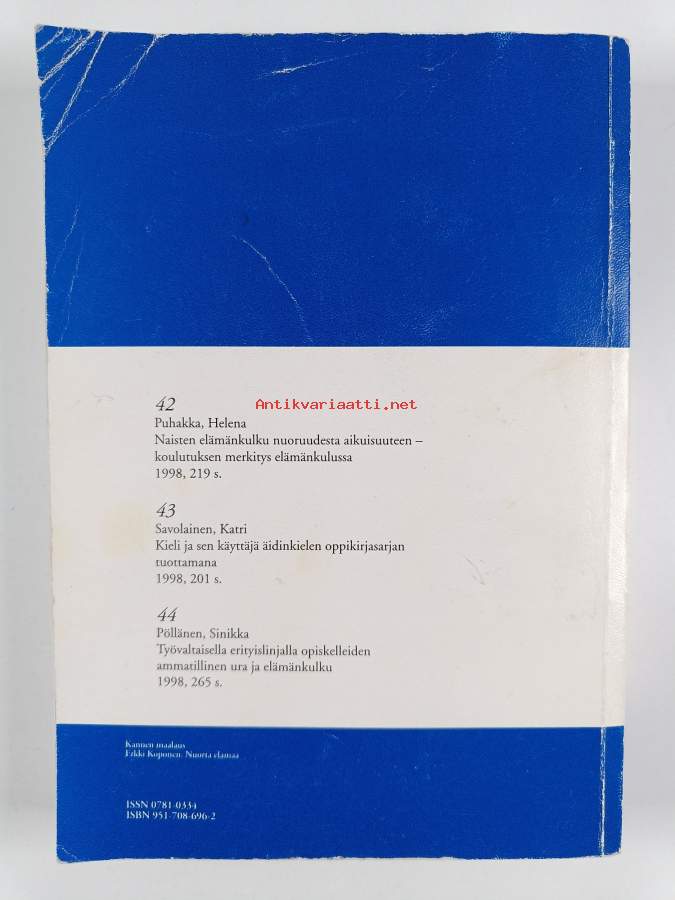 42
Antikvariaatti.net
Puhakka, Helena
Naisten elämänkulku nuoruudesta aikuisuuteen –
koulutuksen merkitys elämänkulussa
1998, 219 s.
43
Savolainen, Katri
Kieli ja sen käyttäjä äidinkielen oppikirjasarjan
tuottamana
1998, 201 s.
44
Pöllänen, Sinikka
Työvaltaisella erityislinjalla opiskelleiden
ammatillinen ura ja elämänkulku
1998, 265 s.
Kannen maalaus
Erkki Koponen: Nuorta elämää
ISSN 0781-0334
ISBN 951-708-696-2